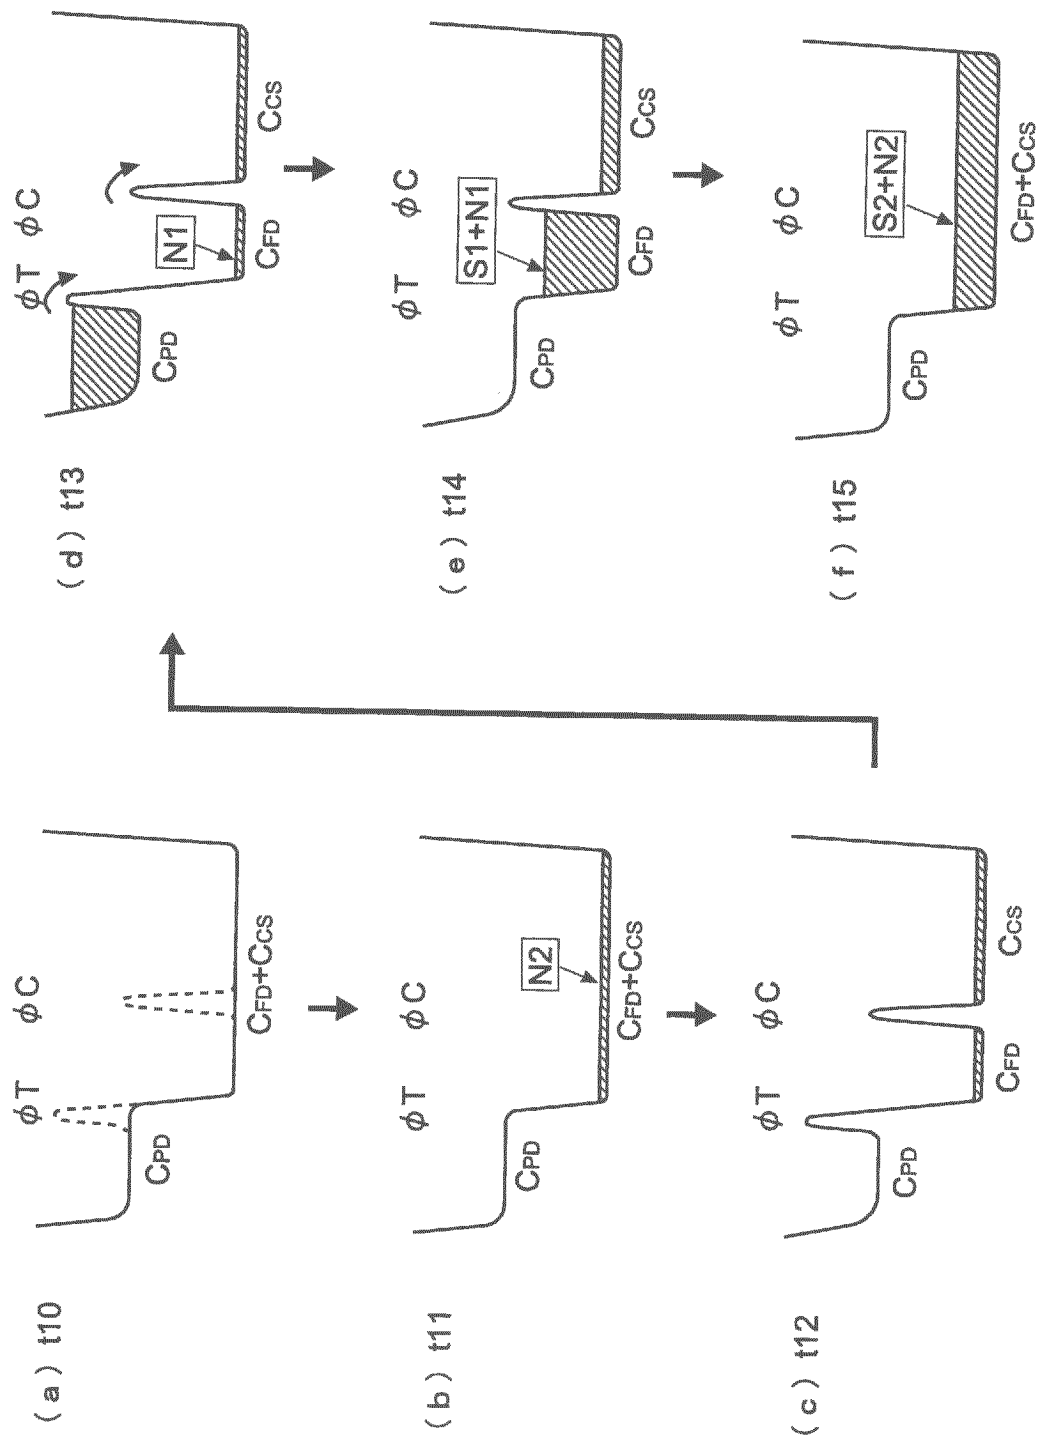 ( a ) t10
φT φC
CPD
CFD+CCS
( b ) t11
φT φC
N2
CPD
CFD+CCS
( c ) t12
φT φC
CPD
CFD
CCS
( d ) t13
φT φC
N1
CPD
CFD
CCS
( e ) t14
φT φC
S1+N1
CPD
CFD
CCS
( f ) t15
φT φC
S2+N2
CPD
CFD+CCS